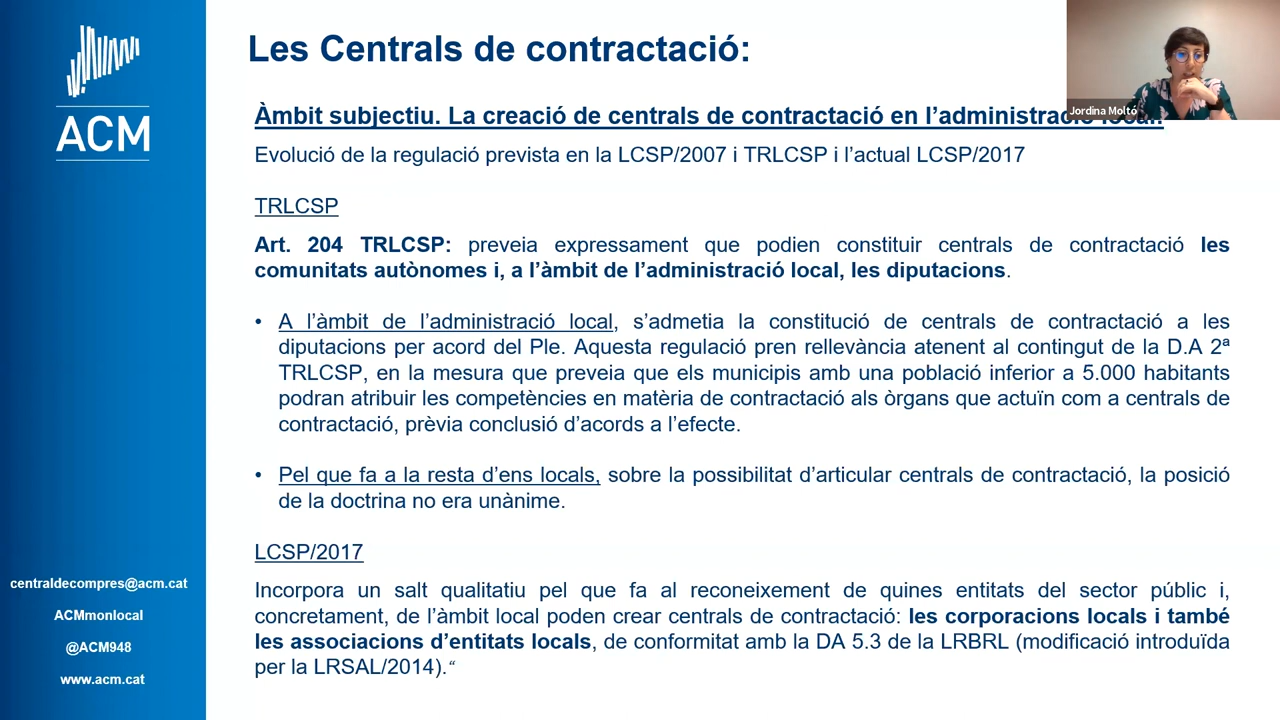 ACM
centraldecompres@acm.cat
ACMmonlocal
@ACM948
www.acm.cat
Les Centrals de contractació:
Àmbit subjectiu. La creació de centrals de contractació en l’administració local.
Evolució de la regulació prevista en la LCSP/2007 i TRLCSP i l’actual LCSP/2017
TRLCSP
Art. 204 TRLCSP: preveia expressament que podien constituir centrals de contractació les
comunitats autònomes i, a l’àmbit de l’administració local, les diputacions.
• A l’àmbit de l’administració local, s’admetia la constitució de centrals de contractació a les
diputacions per acord del Ple. Aquesta regulació pren rellevància atenent al contingut de la D.A 2ª
TRLCSP, en la mesura que preveia que els municipis amb una població inferior a 5.000 habitants
podran atribuir les competències en matèria de contractació als òrgans que actuïn com a centrals de
contractació, prèvia conclusió d’acords a l’efecte.
• Pel que fa a la resta d’ens locals, sobre la possibilitat d’articular centrals de contractació, la posició
de la doctrina no era unànime.
LCSP/2017
Incorpora un salt qualitatiu pel que fa al reconeixement de quines entitats del sector públic i,
concretament, de l’àmbit local poden crear centrals de contractació: les corporacions locals i també
les associacions d’entitats locals, de conformitat amb la DA 5.3 de la LRBRL (modificació introduïda
per la LRSAL/2014).“
Jordina Moltó